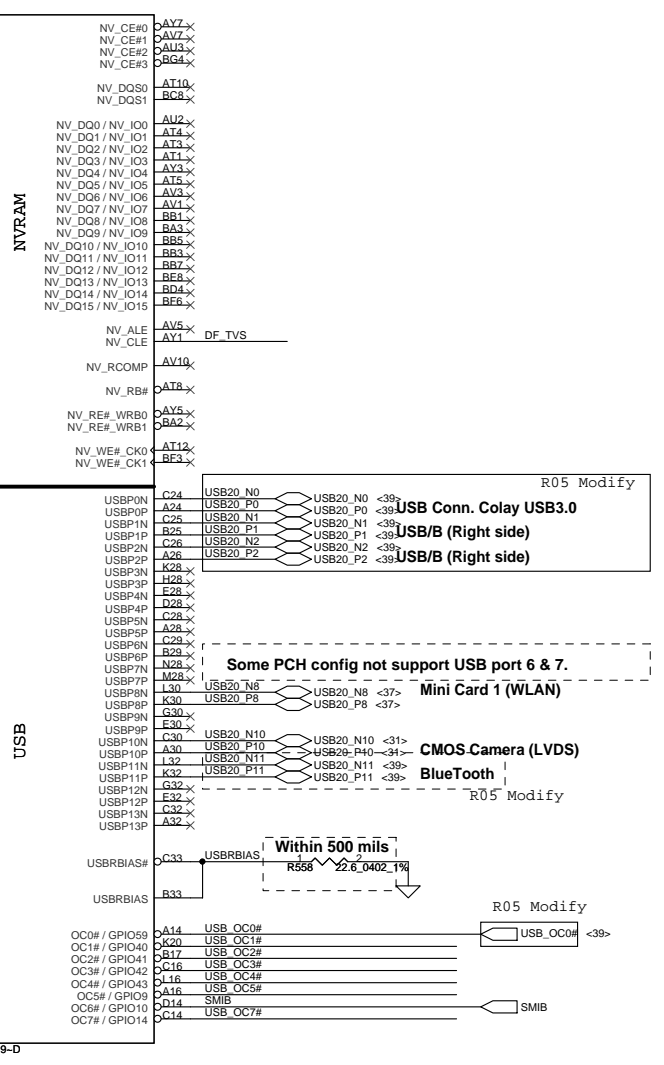 NV_CE#0 AY7
NV_CE#1 AV7
NV_CE#2 AU3
NV_CE#3 BG4
NV_DQS0 AT10
NV_DQS1 BC8
NV_DQ0 / NV_IO0 AU2
NV_DQ1 / NV_IO1 AT4
NV_DQ2 / NV_IO2 AT3
NV_DQ3 / NV_IO3 AT1
NV_DQ4 / NV_IO4 AY3
NV_DQ5 / NV_IO5 AT5
NV_DQ6 / NV_IO6 AV3
NV_DQ7 / NV_IO7 AV1
NV_DQ8 / NV_IO8 BB1
NV_DQ9 / NV_IO9 BA3
NV_DQ10 / NV_IO10 BB5
NV_DQ11 / NV_IO11 BB3
NV_DQ12 / NV_IO12 BB7
NV_DQ13 / NV_IO13 BE8
NV_DQ14 / NV_IO14 BD4
NV_DQ15 / NV_IO15 BF6
NVRAM
NV_ALE AV5
NV_CLE AY1 DF_TVS
NV_RCOMP AV10
NV_RB# AT8
NV_RE#_WRB0 AY5
NV_RE#_WRB1 BA2
NV_WE#_CK0 AT12
NV_WE#_CK1 BF3
R05 Modify
USBP0N C24 USB20_N0 USB20_N0 <39>
USBP0P A24 USB20_P0 USB20_P0 <39> USB Conn. Colay USB3.0
USBP1N C25 USB20_N1 USB20_N1 <39>
USBP1P B25 USB20_P1 USB20_P1 <39> USB/B (Right side)
USBP2N C26 USB20_N2 USB20_N2 <39>
USBP2P A26 USB20_P2 USB20_P2 <39> USB/B (Right side)
USBP3N K28
USBP3P H28
USBP4N E28
USBP4P D28
USBP5N C28
USBP5P A28
USBP6N C29
USBP6P B29
USBP7N N28 Some PCH config not support USB port 6 & 7.
USBP7P M28
USBP8N L30 USB20_N8 USB20_N8 <37> Mini Card 1 (WLAN)
USBP8P K30 USB20_P8 USB20_P8 <37>
USBP9N G30
USBP9P E30
USB
USBP10N C30 USB20_N10 USB20_N10 <31>
USBP10P A30 USB20_P10 USB20_P10 <31> CMOS Camera (LVDS)
USBP11N L32 USB20_N11 USB20_N11 <39>
USBP11P K32 USB20_P11 USB20_P11 <39> BlueTooth
USBP12N G32
USBP12P E32 R05 Modify
USBP13N C32
USBP13P A32
Within 500 mils
USBRBIAS# C33 USBRBIAS 1 2
R558 22.6_0402_1%
USBRBIAS B33
R05 Modify
OC0# / GPIO59 A14 USB_OC0# USB_OC0# <39>
OC1# / GPIO40 K20 USB_OC1#
OC2# / GPIO41 B17 USB_OC2#
OC3# / GPIO42 C16 USB_OC3#
OC4# / GPIO43 L16 USB_OC4#
OC5# / GPIO9 A16 USB_OC5#
OC6# / GPIO10 D14 SMIB SMIB
OC7# / GPIO14 C14 USB_OC7#
9~D